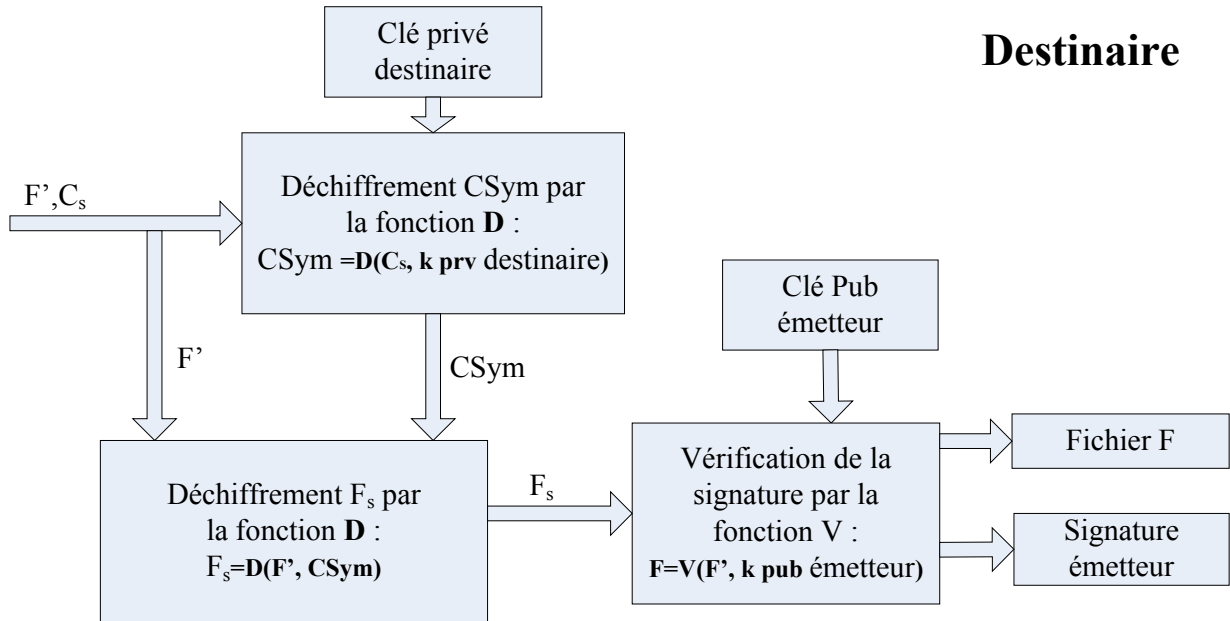 Clé privé
destinaire
Destinaire
F’,Cₛ
Déchiffrement CSym par
la fonction D :
CSym =D(Cₛ, k prv destinaire)
Clé Pub
émetteur
F’
CSym
Déchiffrement Fₛ par
la fonction D :
Fₛ=D(F’, CSym)
Fₛ
Vérification de la
signature par la
fonction V :
F=V(F’, k pub émetteur)
Fichier F
Signature
émetteur